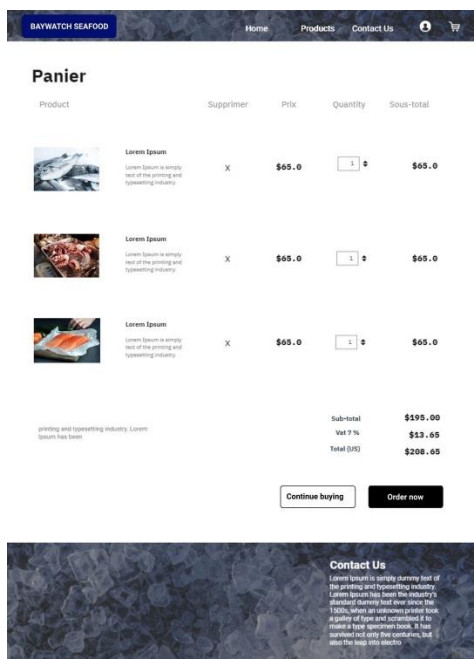 BAYWATCH SEAFOOD
Home Products Contact Us
Panier
Product Supprimer Prix Quantity Sous-total
Lorem Ipsum
Lorem Ipsum is simply
text of the printing and
typesetting industry.
X $65.0 1 $65.0
Lorem Ipsum
Lorem Ipsum is simply
text of the printing and
typesetting industry.
X $65.0 1 $65.0
Lorem Ipsum
Lorem Ipsum is simply
text of the printing and
typesetting industry.
X $65.0 1 $65.0
printing and typesetting industry. Lorem
Ipsum has been
Sub-total $195.00
Vat 7 % $13.65
Total (US) $208.65
Continue buying Order now
Contact Us
Lorem Ipsum is simply dummy text of
the printing and typesetting industry.
Lorem Ipsum has been the industry's
standard dummy text ever since the
1500s, when an unknown printer took
a galley of type and scrambled it to
make a type specimen book. It has
survived not only five centuries, but
also the leap into electro